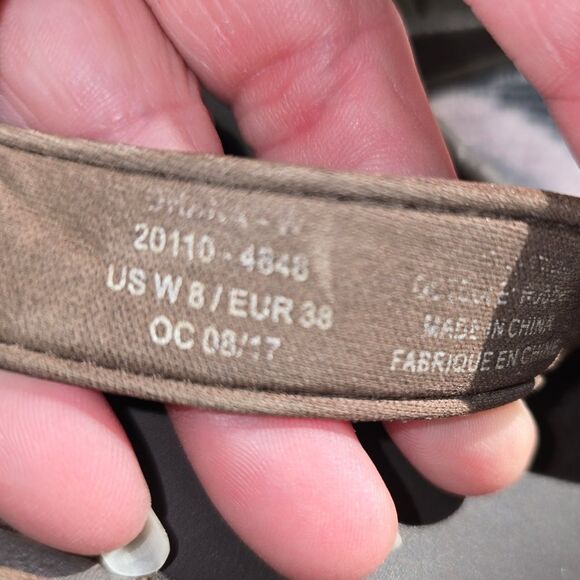 20110-4848
US W 8 / EUR 38
OC 08/17
MADE IN CHINA
FABRIQUE EN CHINE